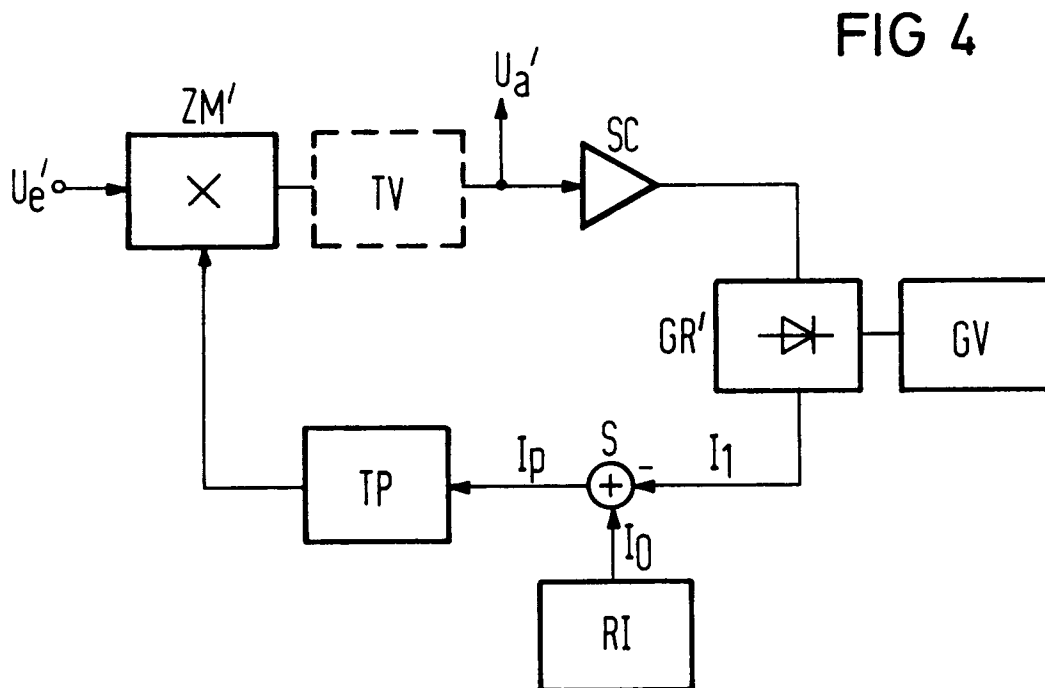 FIG 4
Ua'
ZM'
SC
Ue'
×
TV
GR'
GV
S
Ip
-
I1
TP
+
I0
RI